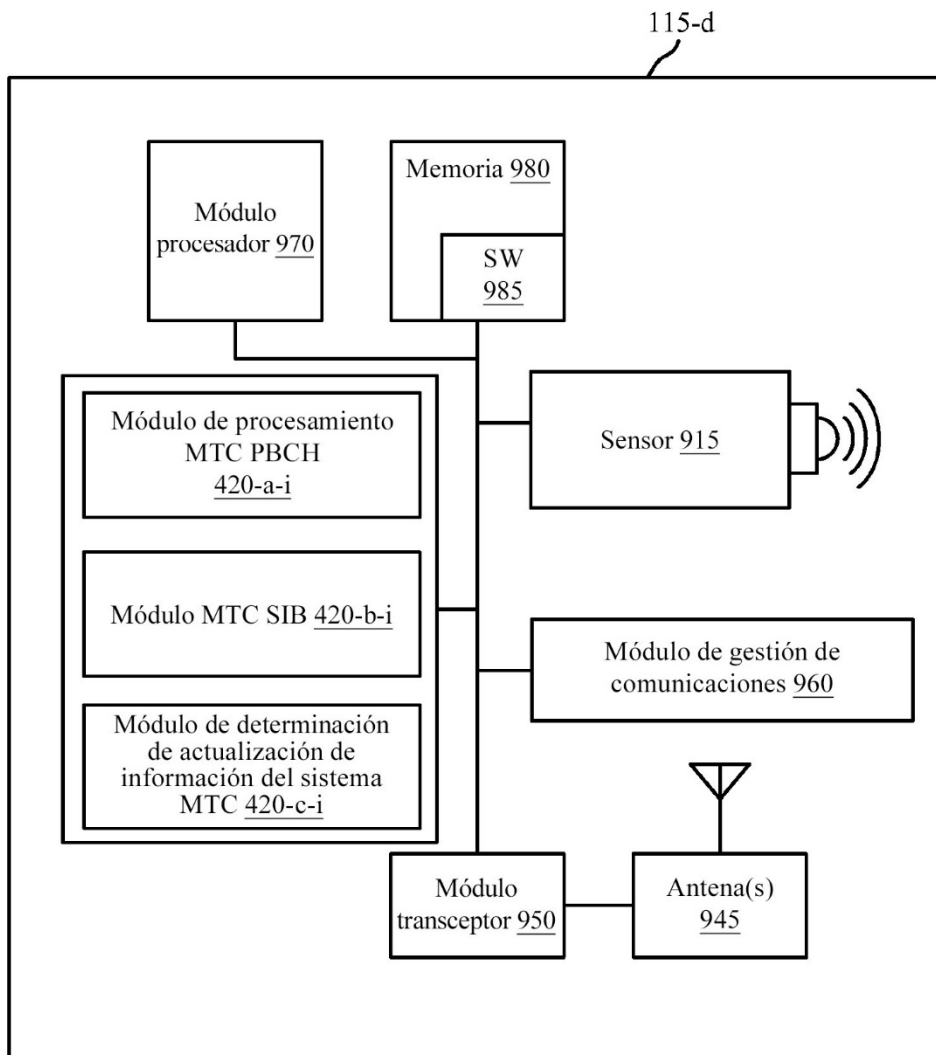 115-d
Módulo
procesador 970
Memoria 980
SW
985
Módulo de procesamiento
MTC PBCH
420-a-i
Sensor 915
Módulo MTC SIB 420-b-i
Módulo de gestión de
comunicaciones 960
Módulo de determinación
de actualización de
información del sistema
MTC 420-c-i
Módulo
transceptor 950
Antena(s)
945